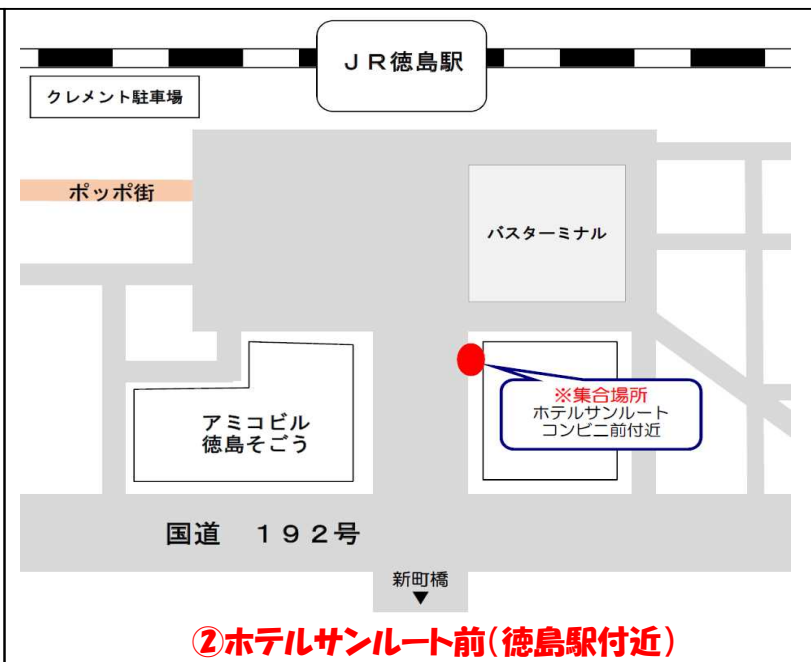 ＪＲ徳島駅
クレメント駐車場
ポッポ街
バスターミナル
※集合場所
ホテルサンルート
コンビニ前付近
アミコビル
徳島そごう
国道　１９２号
新町橋
▼
②ホテルサンルート前(徳島駅付近)